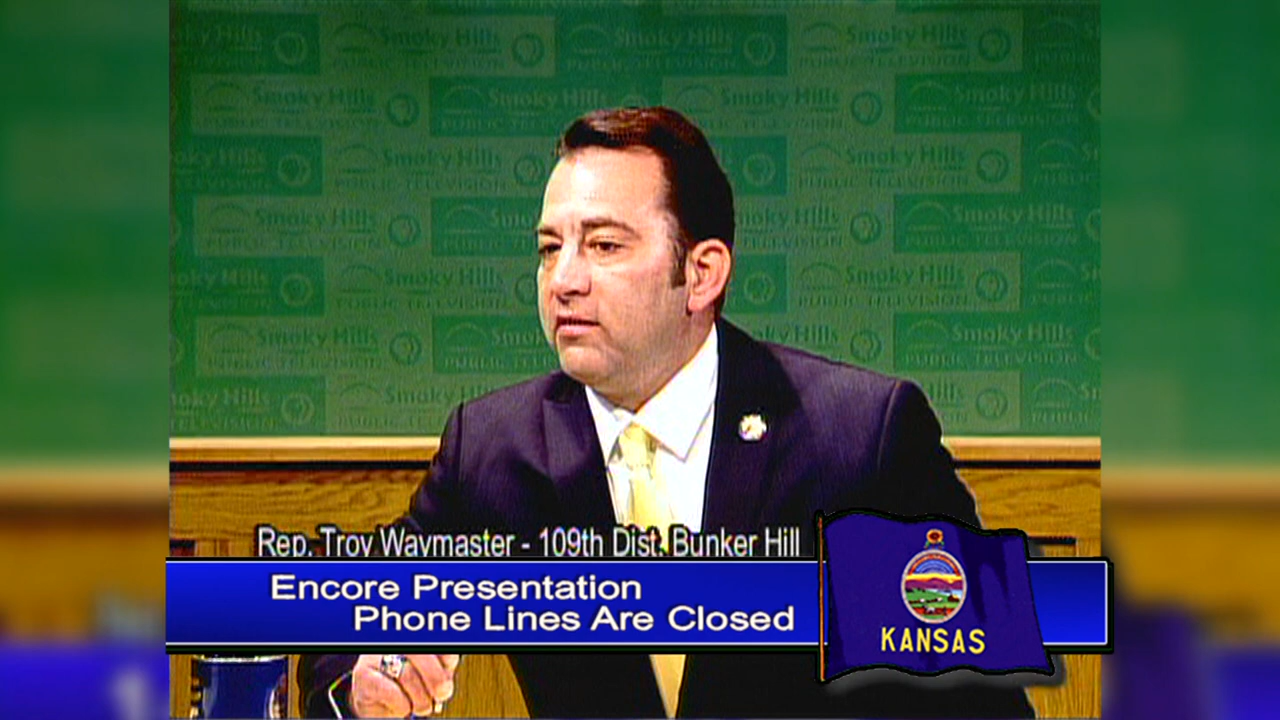 Smoky Hills
PUBLIC TELEVISION
Rep. Troy Waymaster - 109th Dist. Bunker Hill
Encore Presentation
Phone Lines Are Closed
KANSAS